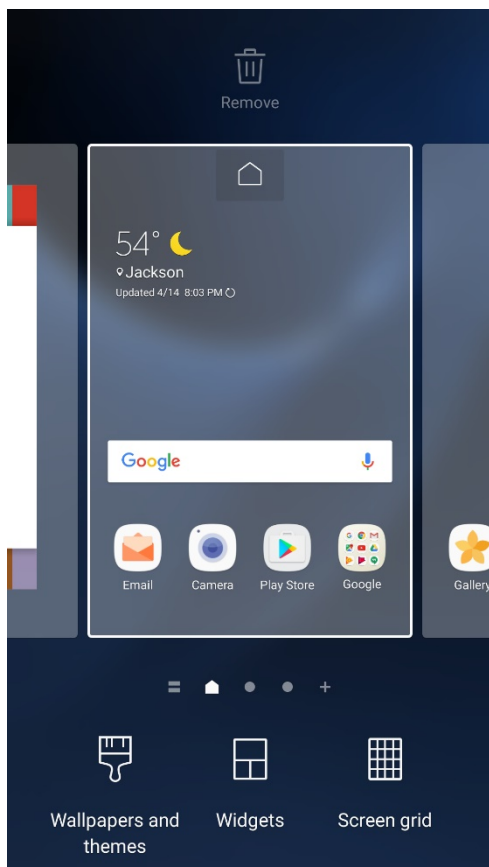 Remove
54°
Jackson
Updated 4/14 8:03 PM
Google
Email Camera Play Store Google Gallery
Wallpapers and themes
Widgets
Screen grid